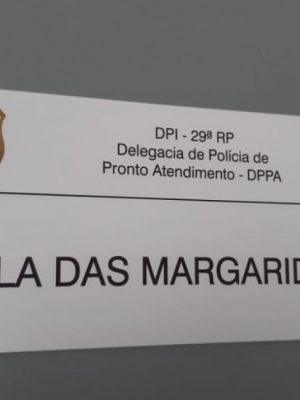 DPI - 29ª RP
Delegacia de Polícia de
Pronto Atendimento - DPPA
LA DAS MARGARID